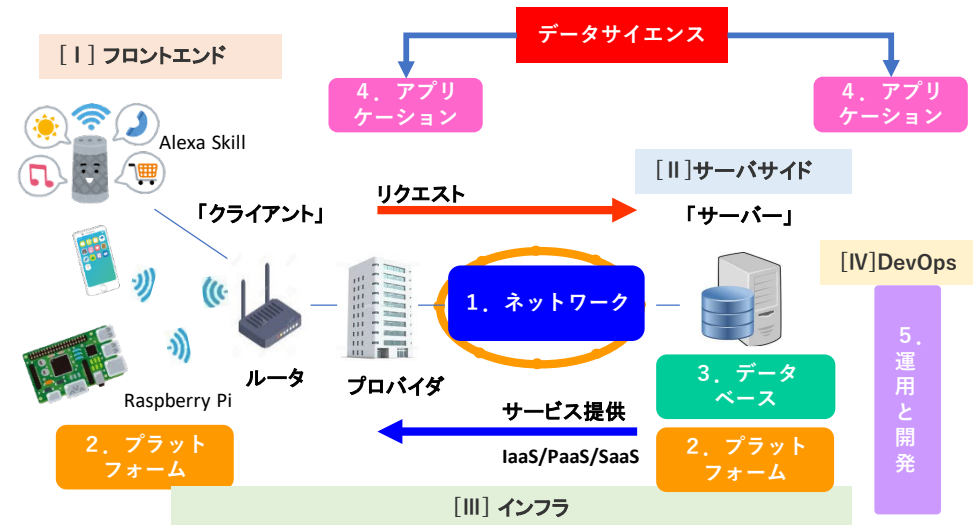 データサイエンス
[Ⅰ] フロントエンド
4．アプリ
ケーション
4．アプリ
ケーション
Alexa Skill
[Ⅱ]サーバサイド
リクエスト
「クライアント」
「サーバー」
[Ⅳ]DevOps
1．ネットワーク
5．
運
用
と
開
発
ルータ
プロバイダ
3．データ
ベース
Raspberry Pi
サービス提供
2．プラット
フォーム
2．プラット
フォーム
IaaS/PaaS/SaaS
[Ⅲ] インフラ